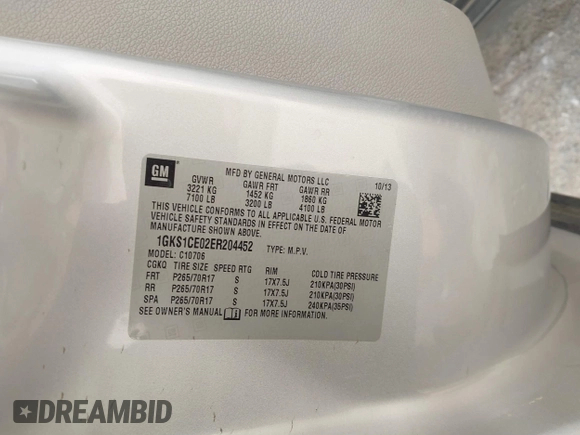 GM
MFD BY GENERAL MOTORS LLC
10/13
GVWR GAWR FRT GAWR RR
3221 KG 1452 KG 1860 KG
7100 LB 3200 LB 4100 LB
THIS VEHICLE CONFORMS TO ALL APPLICABLE U.S. FEDERAL MOTOR
VEHICLE SAFETY STANDARDS IN EFFECT ON THE DATE OF
MANUFACTURE SHOWN ABOVE.
1GKS1CE02ER204452 TYPE: M.P.V.
MODEL: C10706
CGKQ TIRE SIZE SPEED RTG RIM COLD TIRE PRESSURE
FRT P265/70R17 S 17X7.5J 210KPA(30PSI)
RR P265/70R17 S 17X7.5J 210KPA(30PSI)
SPA P265/70R17 S 17X7.5J 240KPA(35PSI)
SEE OWNER'S MANUAL FOR MORE INFORMATION.
DREAMBID